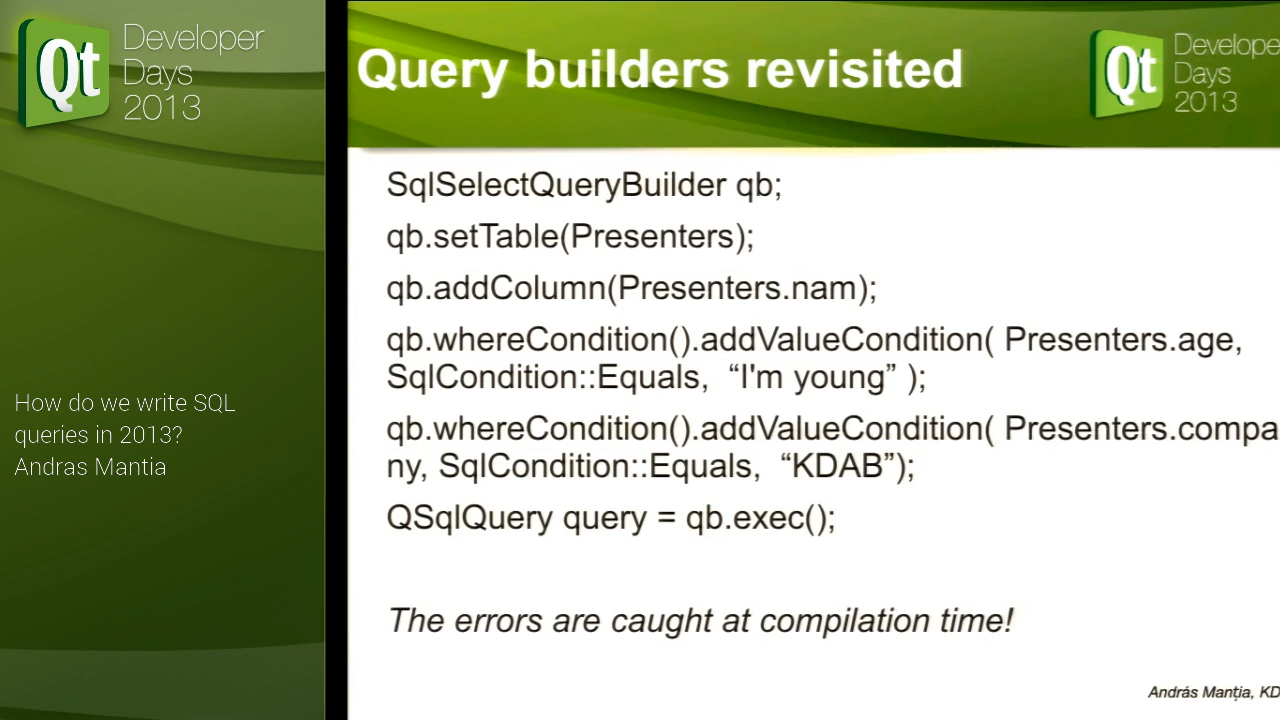 Qt
Developer
Days
2013
How do we write SQL
queries in 2013?
Andras Mantia
Query builders revisited
Qt
Develope
Days
2013
SqlSelectQueryBuilder qb;
qb.setTable(Presenters);
qb.addColumn(Presenters.nam);
qb.whereCondition().addValueCondition( Presenters.age,
SqlCondition::Equals, “I'm young” );
qb.whereCondition().addValueCondition( Presenters.compa
ny, SqlCondition::Equals, “KDAB”);
QSqlQuery query = qb.exec();
The errors are caught at compilation time!
András Manția, KD